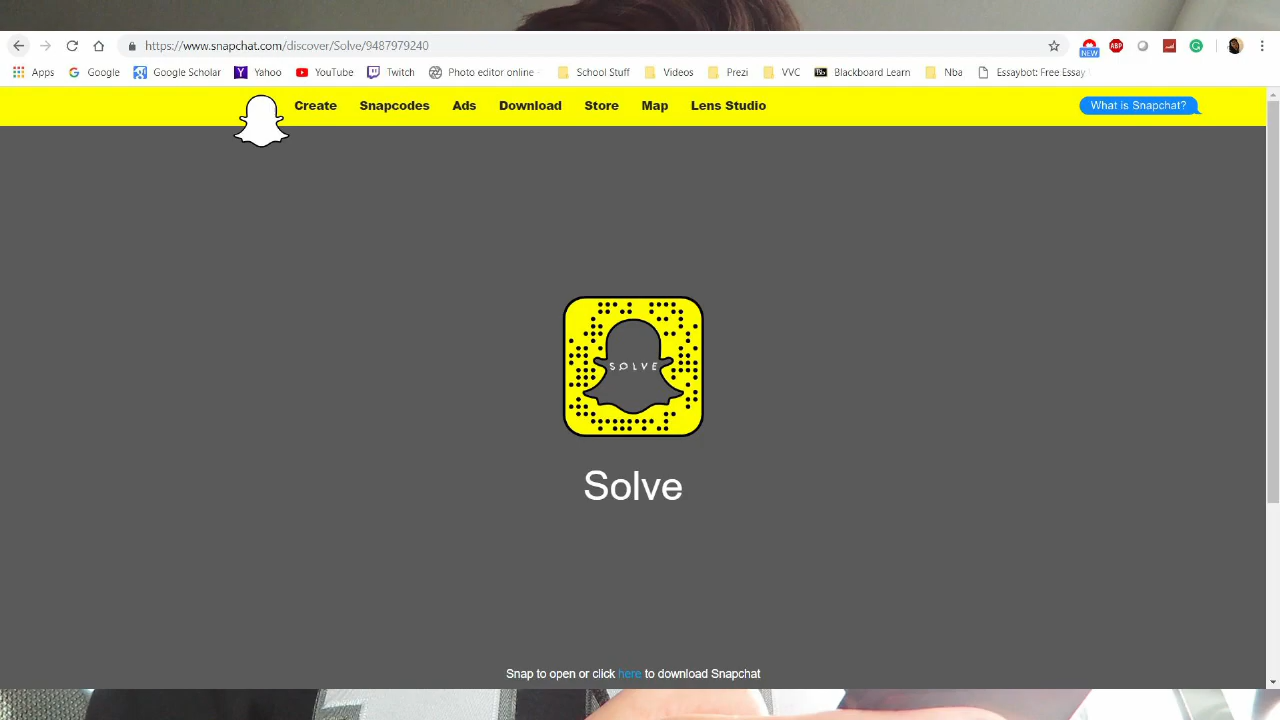 https://www.snapchat.com/discover/Solve/9487979240
NEW
ABP
Apps Google Google Scholar Yahoo YouTube Twitch Photo editor online School Stuff Videos Prezi VVC Bb Blackboard Learn Nba Essaybot: Free Essay
Create Snapcodes Ads Download Store Map Lens Studio What is Snapchat?
SOLVE
Solve
Snap to open or click here to download Snapchat